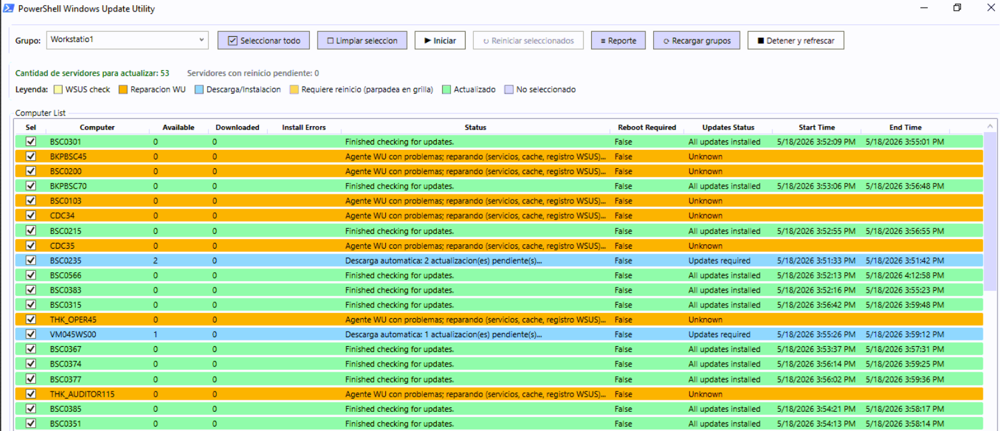 PowerShell Windows Update Utility
Grupo: Workstatio1 Seleccionar todo Limpiar seleccion Iniciar Reiniciar seleccionados Reporte Recargar grupos Detener y refrescar
Cantidad de servidores para actualizar: 53 Servidores con reinicio pendiente: 0
Leyenda: WSUS check Reparacion WU Descarga/Instalacion Requiere reinicio (parpadea en grilla) Actualizado No seleccionado
Computer List
Sel Computer Available Downloaded Install Errors Status Reboot Required Updates Status Start Time End Time
BSC0301 0 0 Finished checking for updates. False All updates installed 5/18/2026 3:52:09 PM 5/18/2026 3:55:01 PM
BKPBSC45 0 0 Agente WU con problemas; reparando (servicios, cache, registro WSUS)... False Unknown
BSC0200 0 0 Agente WU con problemas; reparando (servicios, cache, registro WSUS)... False Unknown
BKPBSC70 0 0 Finished checking for updates. False All updates installed 5/18/2026 3:53:06 PM 5/18/2026 3:56:48 PM
BSC0103 0 0 Agente WU con problemas; reparando (servicios, cache, registro WSUS)... False Unknown
CDC34 0 0 Agente WU con problemas; reparando (servicios, cache, registro WSUS)... False Unknown
BSC0215 0 0 Finished checking for updates. False All updates installed 5/18/2026 3:52:55 PM 5/18/2026 3:56:55 PM
CDC35 0 0 Agente WU con problemas; reparando (servicios, cache, registro WSUS)... False Unknown
BSC0235 2 0 Descarga automatica: 2 actualizacion(es) pendiente(s)... False Updates required 5/18/2026 3:51:33 PM 5/18/2026 3:51:42 PM
BSC0566 0 0 Finished checking for updates. False All updates installed 5/18/2026 3:52:13 PM 5/18/2026 4:12:58 PM
BSC0383 0 0 Finished checking for updates. False All updates installed 5/18/2026 3:52:16 PM 5/18/2026 3:55:23 PM
BSC0315 0 0 Finished checking for updates. False All updates installed 5/18/2026 3:56:42 PM 5/18/2026 3:59:48 PM
THK_OPER45 0 0 Agente WU con problemas; reparando (servicios, cache, registro WSUS)... False Unknown
VM045WS00 1 0 Descarga automatica: 1 actualizacion(es) pendiente(s)... False Updates required 5/18/2026 3:55:26 PM 5/18/2026 3:59:12 PM
BSC0367 0 0 Finished checking for updates. False All updates installed 5/18/2026 3:53:37 PM 5/18/2026 3:57:31 PM
BSC0374 0 0 Finished checking for updates. False All updates installed 5/18/2026 3:56:14 PM 5/18/2026 3:59:25 PM
BSC0377 0 0 Finished checking for updates. False All updates installed 5/18/2026 3:56:02 PM 5/18/2026 3:59:36 PM
THK_AUDITOR115 0 0 Agente WU con problemas; reparando (servicios, cache, registro WSUS)... False Unknown
BSC0385 0 0 Finished checking for updates. False All updates installed 5/18/2026 3:54:21 PM 5/18/2026 3:58:17 PM
BSC0351 0 0 Finished checking for updates. False All updates installed 5/18/2026 3:54:13 PM 5/18/2026 3:58:14 PM